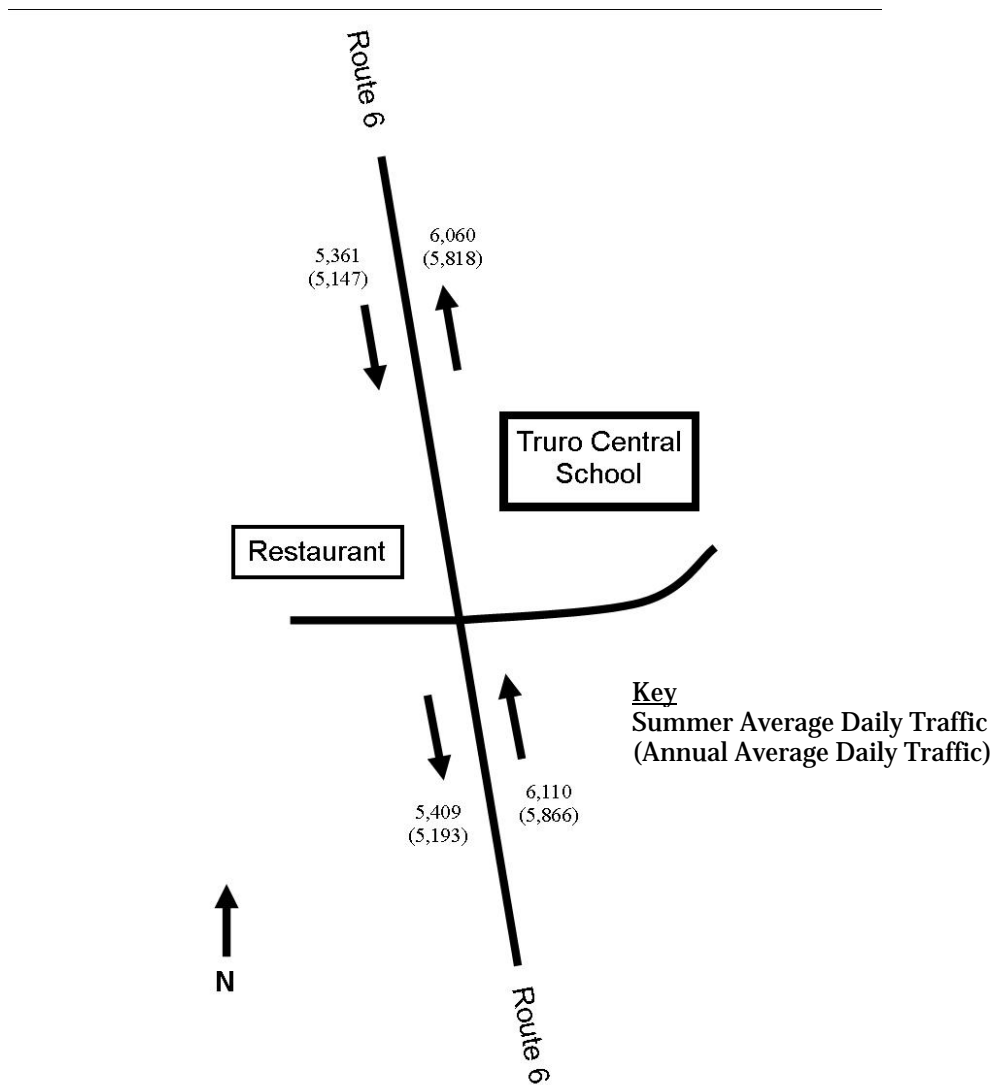 Route 6
6,060
(5,818)
5,361
(5,147)
Truro Central
School
Restaurant
Key
Summer Average Daily Traffic
(Annual Average Daily Traffic)
6,110
(5,866)
5,409
(5,193)
N
Route 6